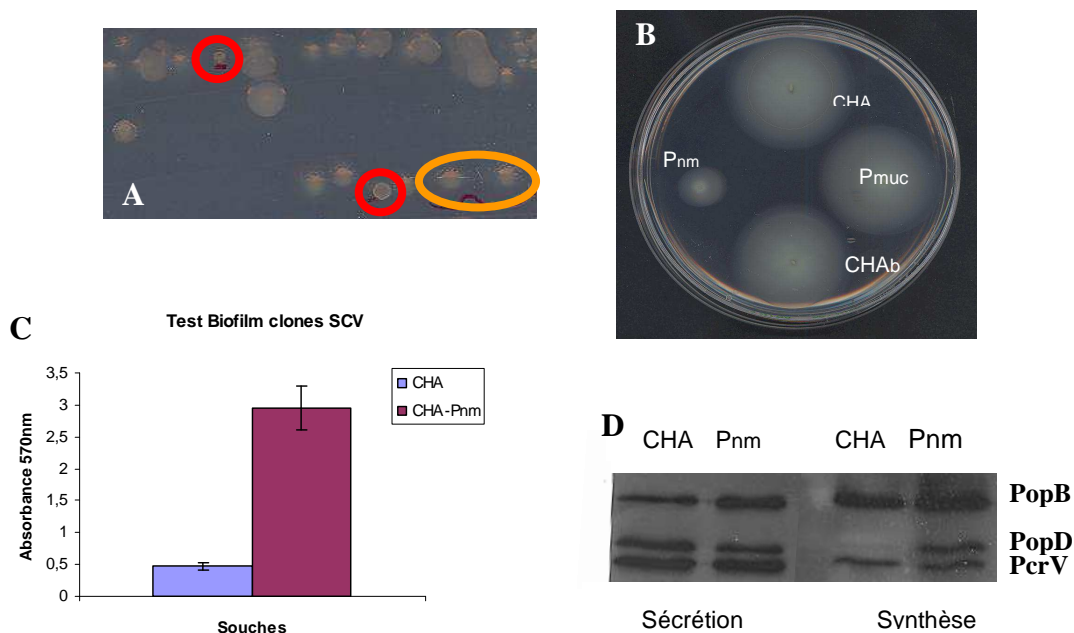 A
B
CHA
Pnm
Pmuc
CHAb
C
Test Biofilm clones SCV
3,5
3
2,5
2
1,5
1
0,5
0
Absorbance 570nm
Souches
CHA
CHA-Pnm
D
CHA Pnm CHA Pnm
PopB
PopD
PcrV
Sécrétion Synthèse